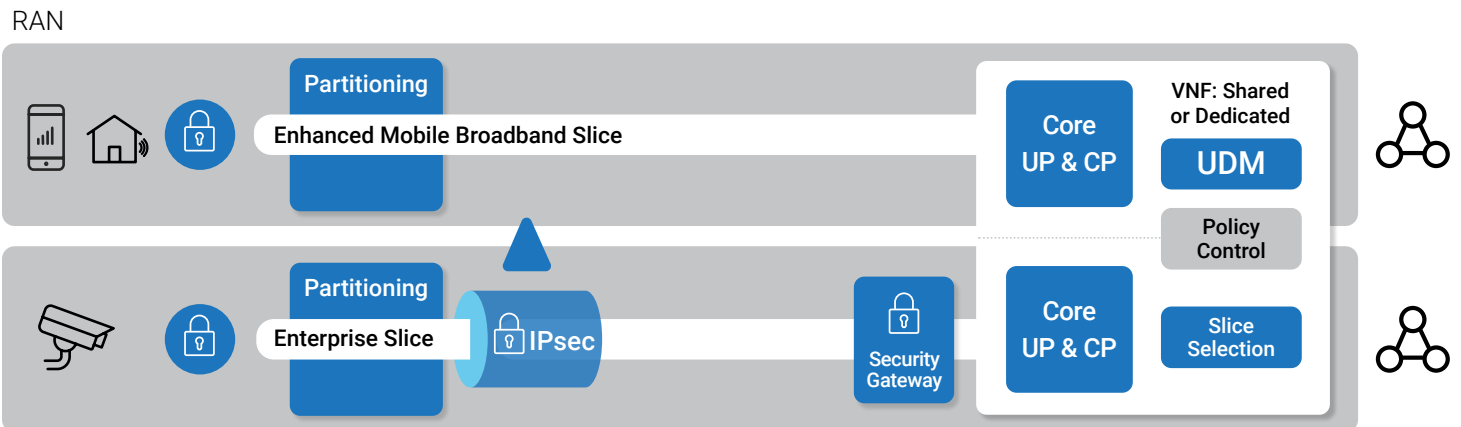 RAN
Partitioning
Enhanced Mobile Broadband Slice
Core
UP & CP
VNF: Shared
or Dedicated
UDM
Policy
Control
Partitioning
Enterprise Slice
IPsec
Security
Gateway
Core
UP & CP
Slice
Selection